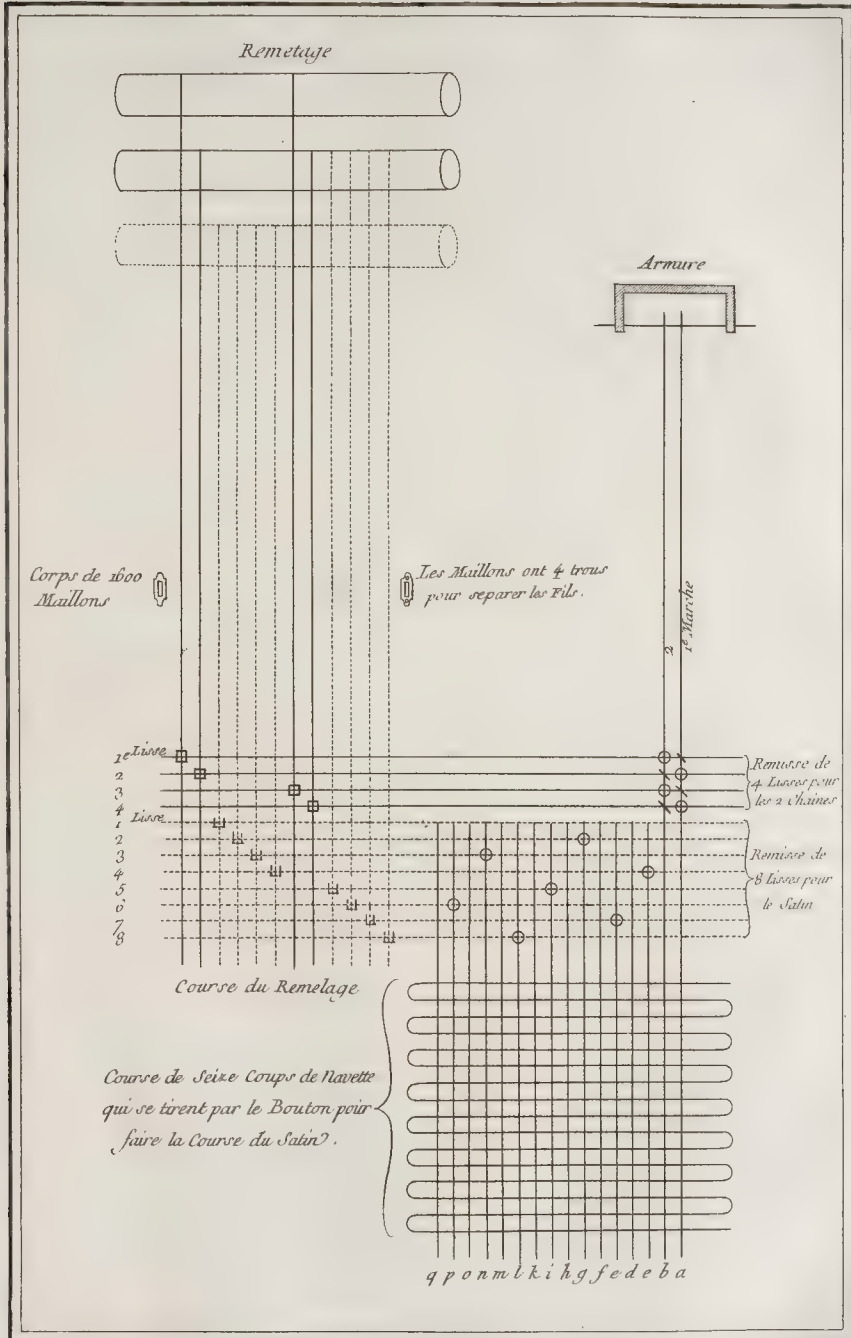 Remetage
Armure
Corps de 1600
Maillons
Les Maillons ont 4 trous
pour separer les Fils.
2
1e Marche
1e Lisse
2
3
4
Remisse de
4 Lisses pour
les 2 Chaines
1 Lisse
2
3
4
5
6
7
8
Remisse de
8 Lisses pour
le Satin
Course du Remelage
Course de Seize Coups de Navette
qui se tirent par le Bouton pour
faire la Course du Satin.
q p o n m l k i h g f e d e b a